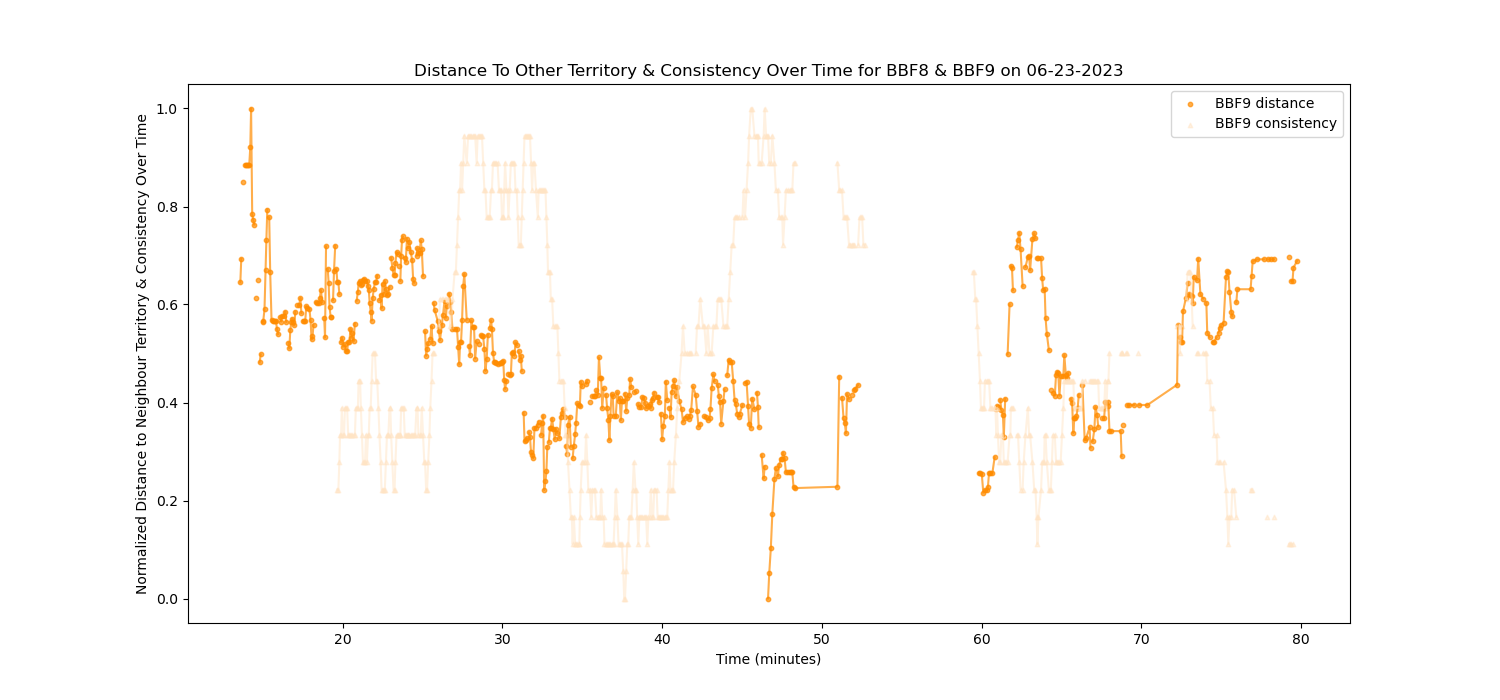 Distance To Other Territory & Consistency Over Time for BBF8 & BBF9 on 06-23-2023
BBF9 distance
BBF9 consistency
Normalized Distance to Neighbour Territory & Consistency Over Time
1.0
0.8
0.6
0.4
0.2
0.0
20 30 40 50 60 70 80
Time (minutes)